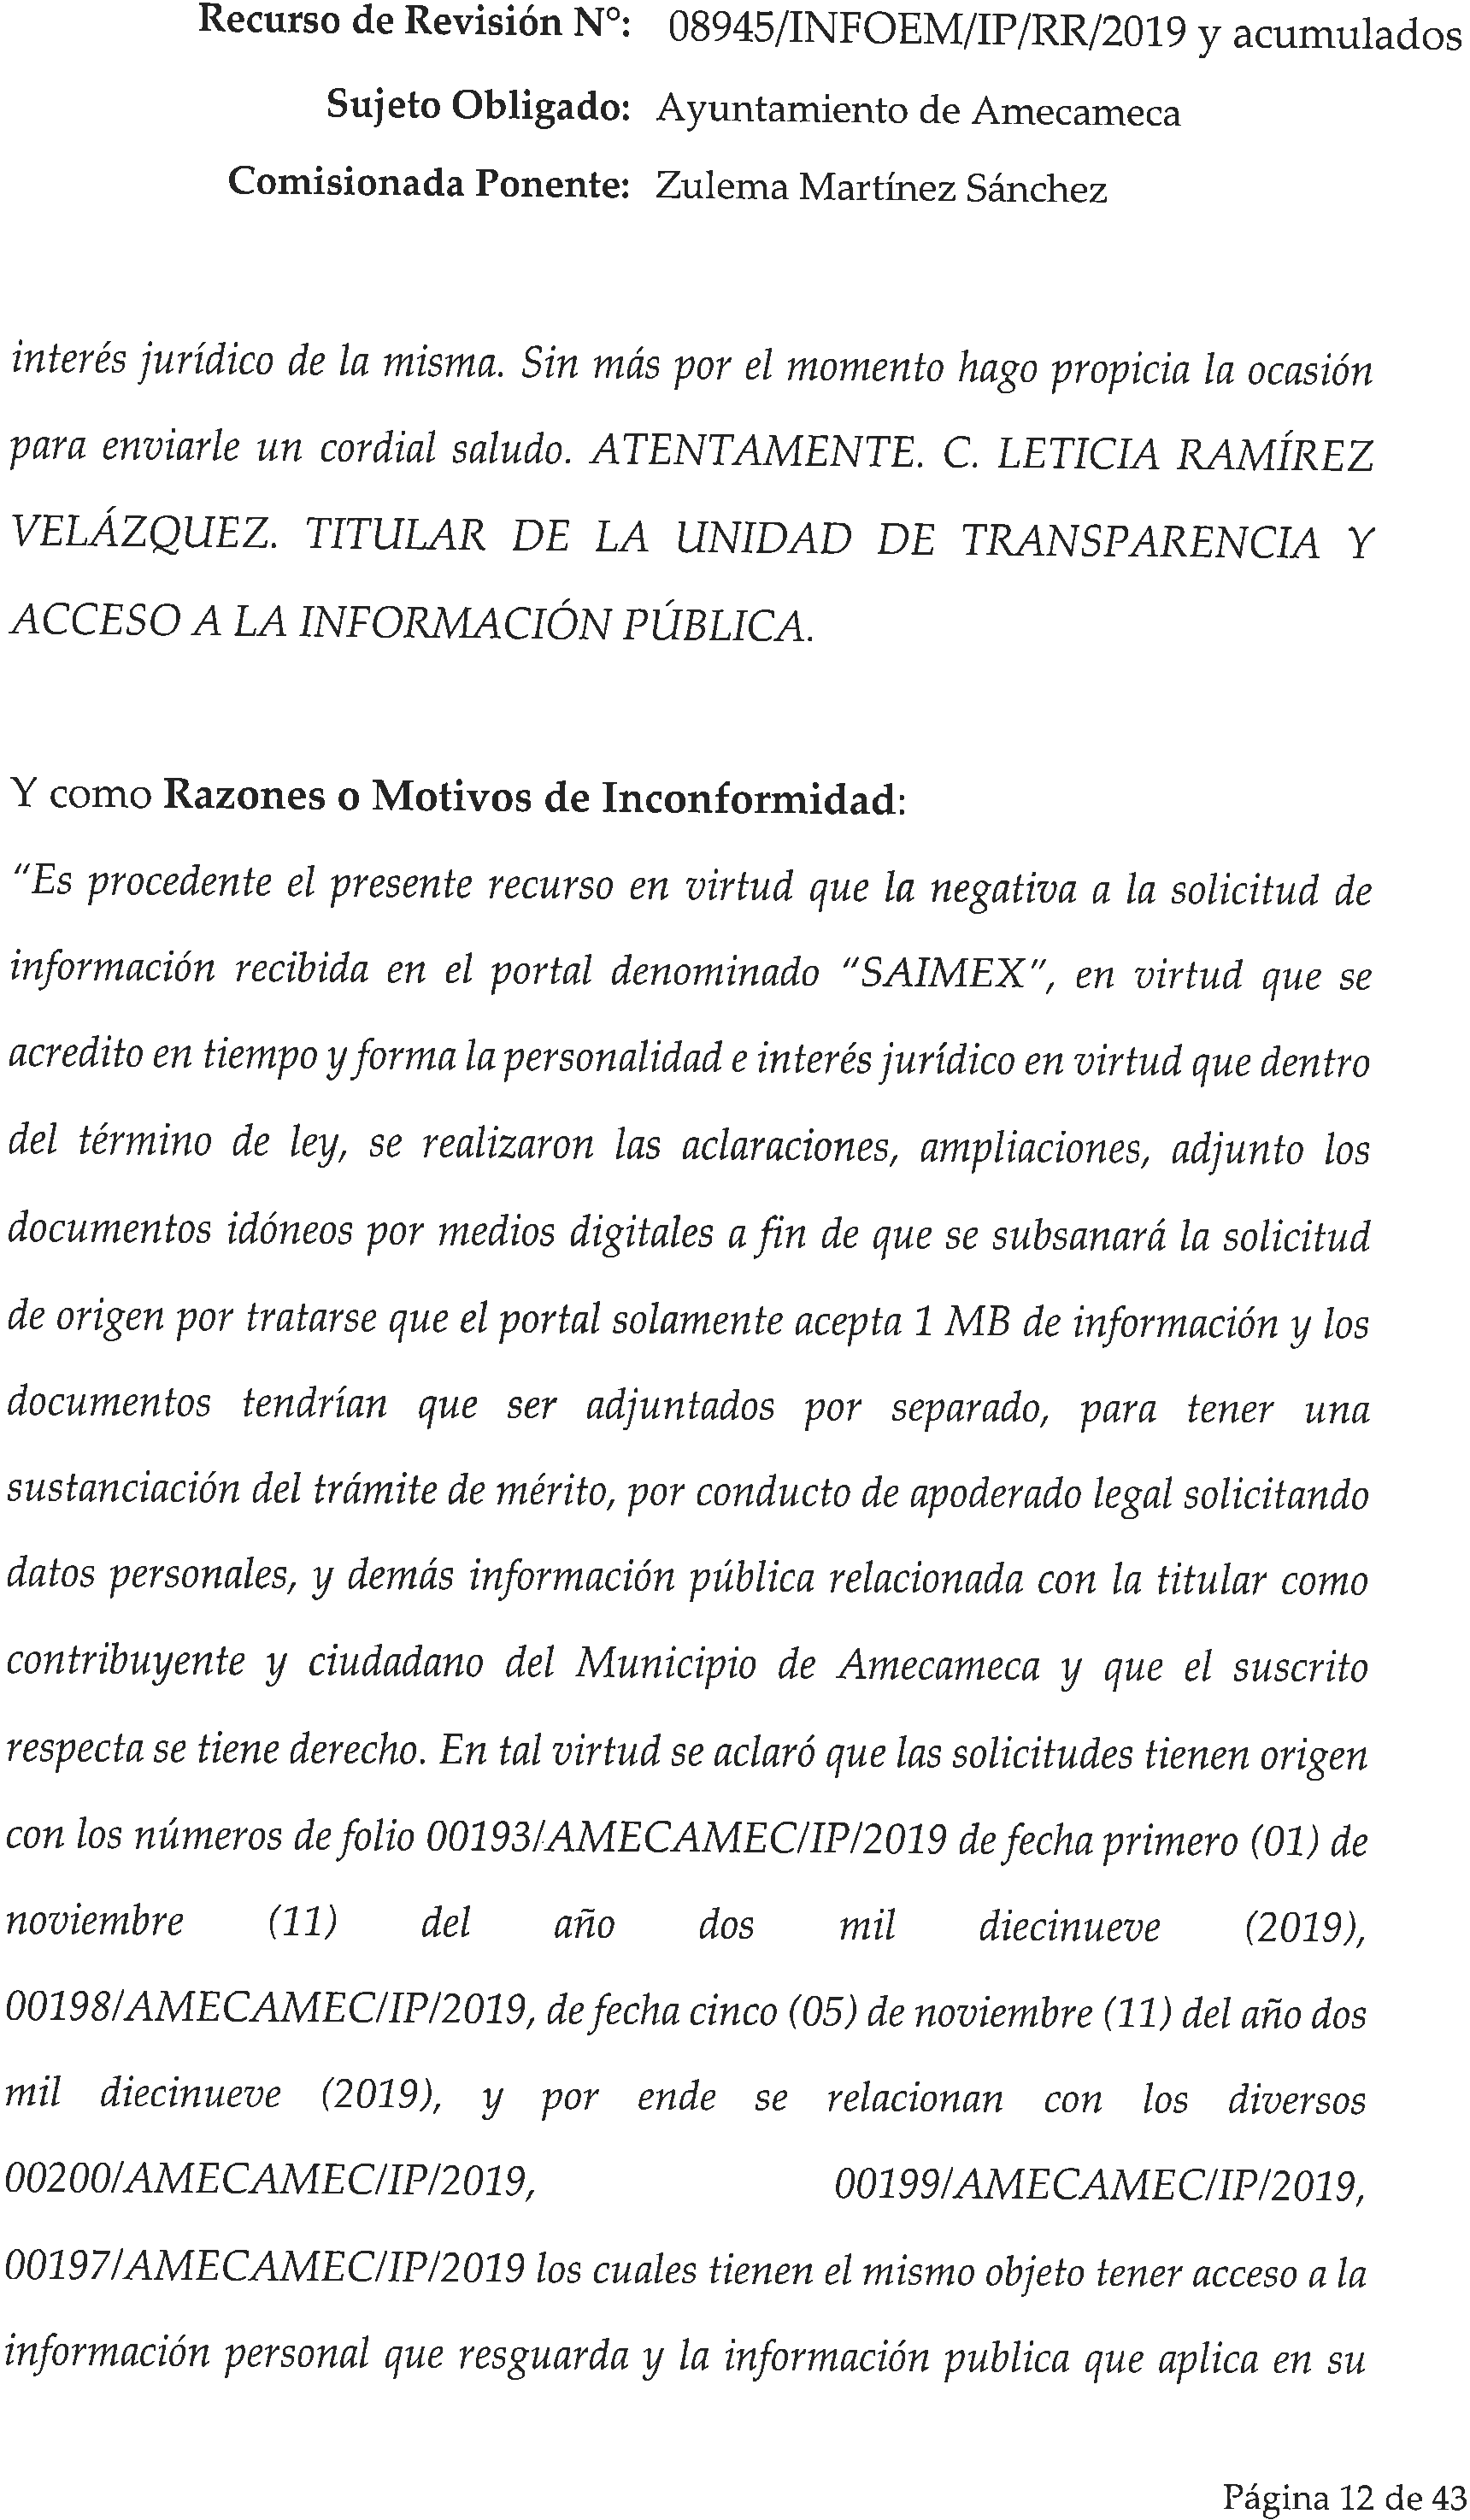 Recurso de Revisión N°: 08945/INFOEM/IP/RR/2019 y acumulados
Sujeto Obligado: Ayuntamiento de Amecameca
Comisionada Ponente: Zulema Martínez Sánchez
interés jurídico de la misma. Sin más por el momento hago propicia la ocasión
para enviarle un cordial saludo. ATENTAMENTE. C. LETICIA RAMÍREZ
VELÁZQUEZ. TITULAR DE LA UNIDAD DE TRANSPARENCIA Y
ACCESO A LA INFORMACIÓN PÚBLICA.
Y como Razones o Motivos de Inconformidad:
"Es procedente el presente recurso en virtud que la negativa a la solicitud de
información recibida en el portal denominado "SAIMEX", en virtud que se
acredito en tiempo y forma la personalidad e interés jurídico en virtud que dentro
del término de ley, se realizaron las aclaraciones, ampliaciones, adjunto los
documentos idóneos por medios digitales a fin de que se subsanará la solicitud
de origen por tratarse que el portal solamente acepta 1 MB de información y los
documentos tendrían que ser adjuntados por separado, para tener una
sustanciación del trámite de mérito, por conducto de apoderado legal solicitando
datos personales, y demás información pública relacionada con la titular como
contribuyente y ciudadano del Municipio de Amecameca y que el suscrito
respecta se tiene derecho. En tal virtud se aclaró que las solicitudes tienen origen
con los números de folio 00193/AMECAMEC/IP/2019 de fecha primero (01) de
noviembre (11) del año dos mil diecinueve (2019),
00198/AMECAMEC/IP/2019, de fecha cinco (05) de noviembre (11) del año dos
mil diecinueve (2019), y por ende se relacionan con los diversos
00200/AMECAMEC/IP/2019, 00199/AMECAMEC/IP/2019,
00197/AMECAMEC/IP/2019 los cuales tienen el mismo objeto tener acceso a la
información personal que resguarda y la información publica que aplica en su
Página 12 de 43